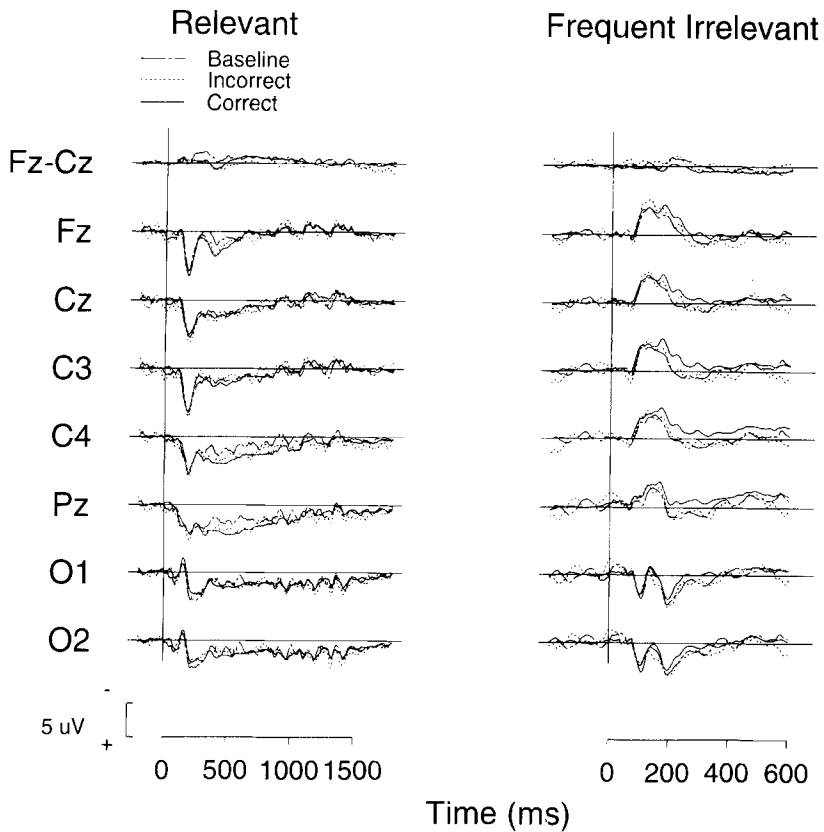 Relevant
Frequent Irrelevant
Baseline
Incorrect
Correct
Fz-Cz
Fz
Cz
C3
C4
Pz
O1
O2
-
5 uV
+
0 500 1000 1500
0 200 400 600
Time (ms)